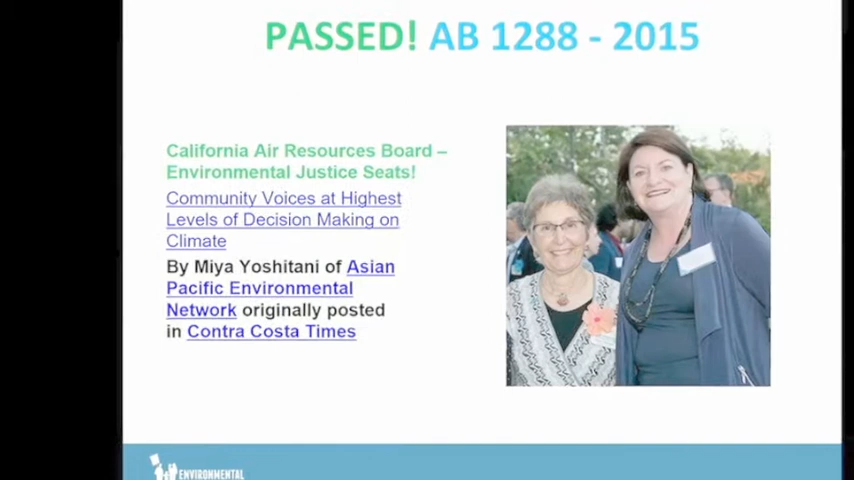 PASSED! AB 1288 - 2015
California Air Resources Board –
Environmental Justice Seats!
Community Voices at Highest
Levels of Decision Making on
Climate
By Miya Yoshitani of Asian
Pacific Environmental
Network originally posted
in Contra Costa Times
ENVIRONMENTAL